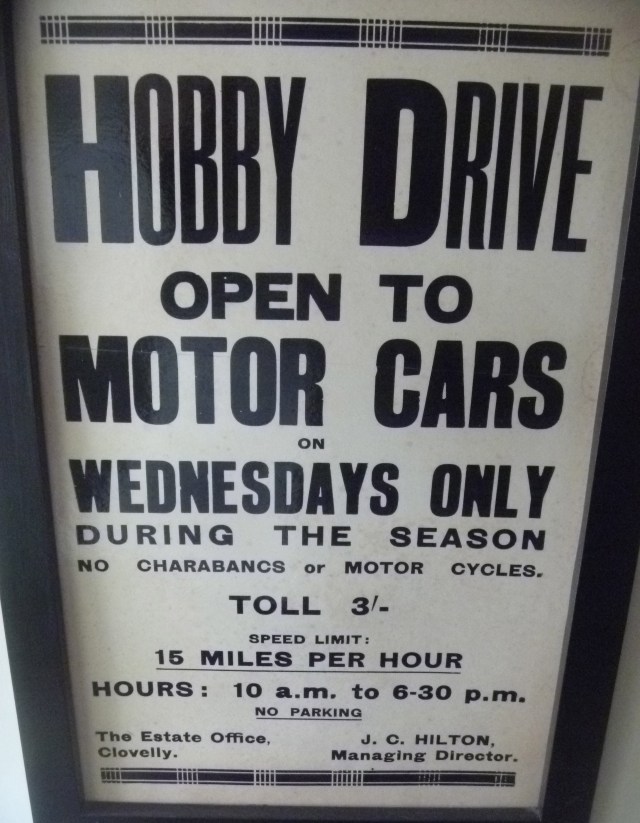 HOBBY DRIVE
OPEN TO
MOTOR CARS
ON
WEDNESDAYS ONLY
DURING THE SEASON
NO CHARABANCS or MOTOR CYCLES.
TOLL 3/-
SPEED LIMIT:
15 MILES PER HOUR
HOURS: 10 a.m. to 6-30 p.m.
NO PARKING
The Estate Office, J. C. HILTON,
Clovelly. Managing Director.